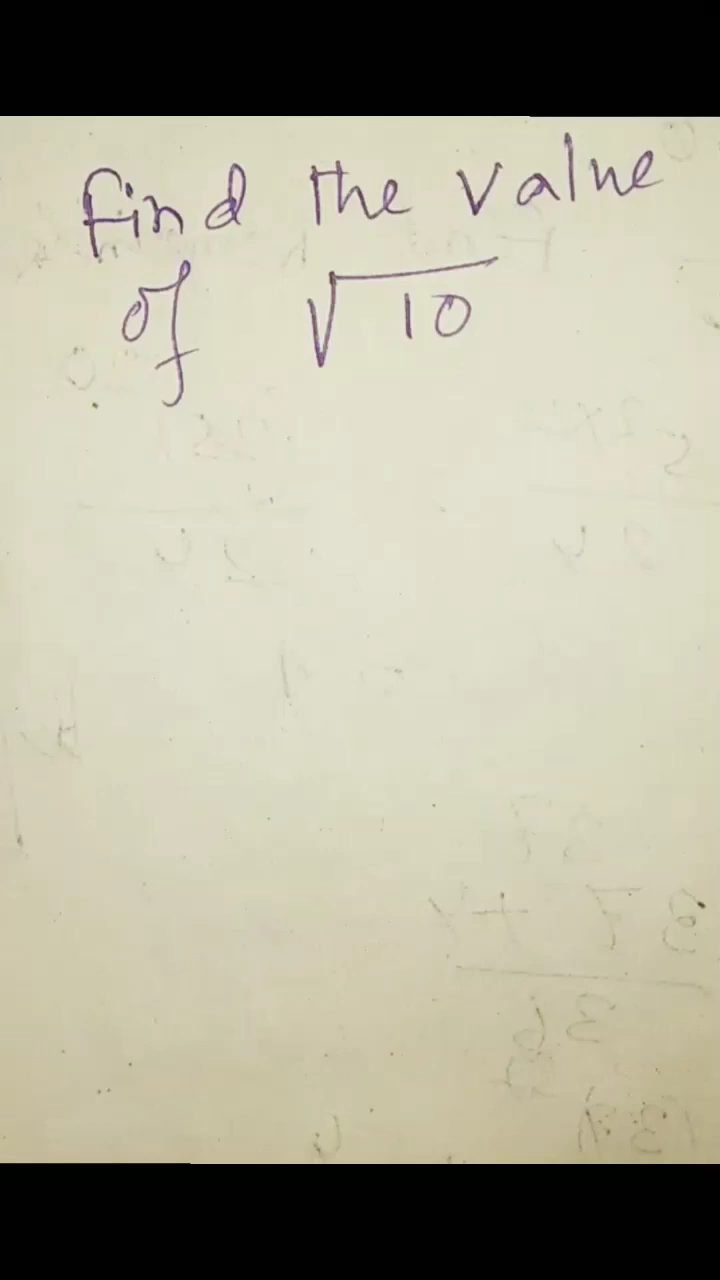 Find the value
of √10